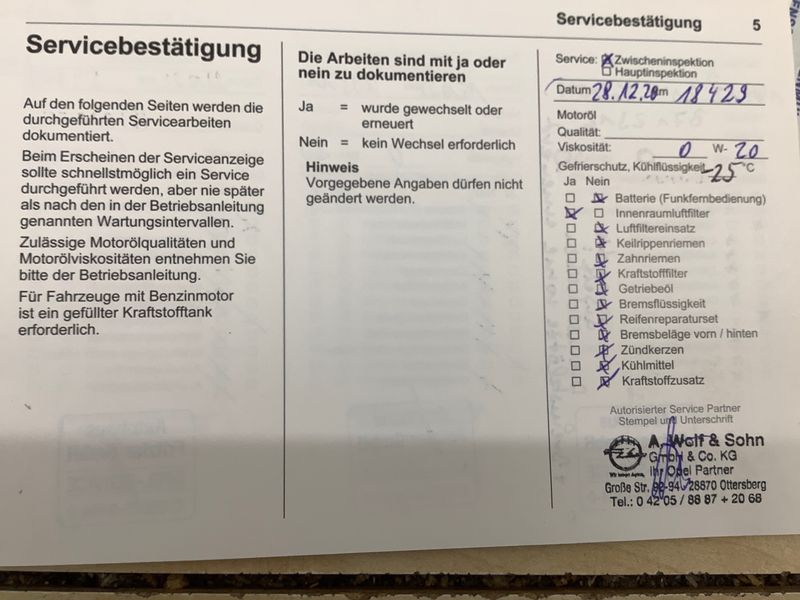 Servicebestätigung 5
Servicebestätigung
Auf den folgenden Seiten werden die
durchgeführten Servicearbeiten
dokumentiert.
Beim Erscheinen der Serviceanzeige
sollte schnellstmöglich ein Service
durchgeführt werden, aber nie später
als nach den in der Betriebsanleitung
genannten Wartungsintervallen.
Zulässige Motorölqualitäten und
Motorölviskositäten entnehmen Sie
bitte der Betriebsanleitung.
Für Fahrzeuge mit Benzinmotor
ist ein gefüllter Kraftstofftank
erforderlich.
Die Arbeiten sind mit ja oder
nein zu dokumentieren
Ja = wurde gewechselt oder
erneuert
Nein = kein Wechsel erforderlich
Hinweis
Vorgegebene Angaben dürfen nicht
geändert werden.
Service: Zwischeninspektion
Hauptinspektion
Datum 28.12.20 m 18429
Motoröl
Qualität:
Viskosität: 0 W- 20
Gefrierschutz, Kühlflüssigkeit -25 °C
Ja Nein
Batterie (Funkfernbedienung)
Innenraumluftfilter
Luftfiltereinsatz
Keilrippenriemen
Zahnriemen
Kraftstofffilter
Getriebeöl
Bremsflüssigkeit
Reifenreparaturset
Bremsbeläge vorn / hinten
Zündkerzen
Kühlmittel
Kraftstoffzusatz
Autorisierter Service Partner
Stempel und Unterschrift
A. Wolf & Sohn
GmbH & Co. KG
Ihr Opel Partner
Große Str. 92-94 28870 Ottersberg
Tel.: 0 42 05 / 88 87 + 20 68